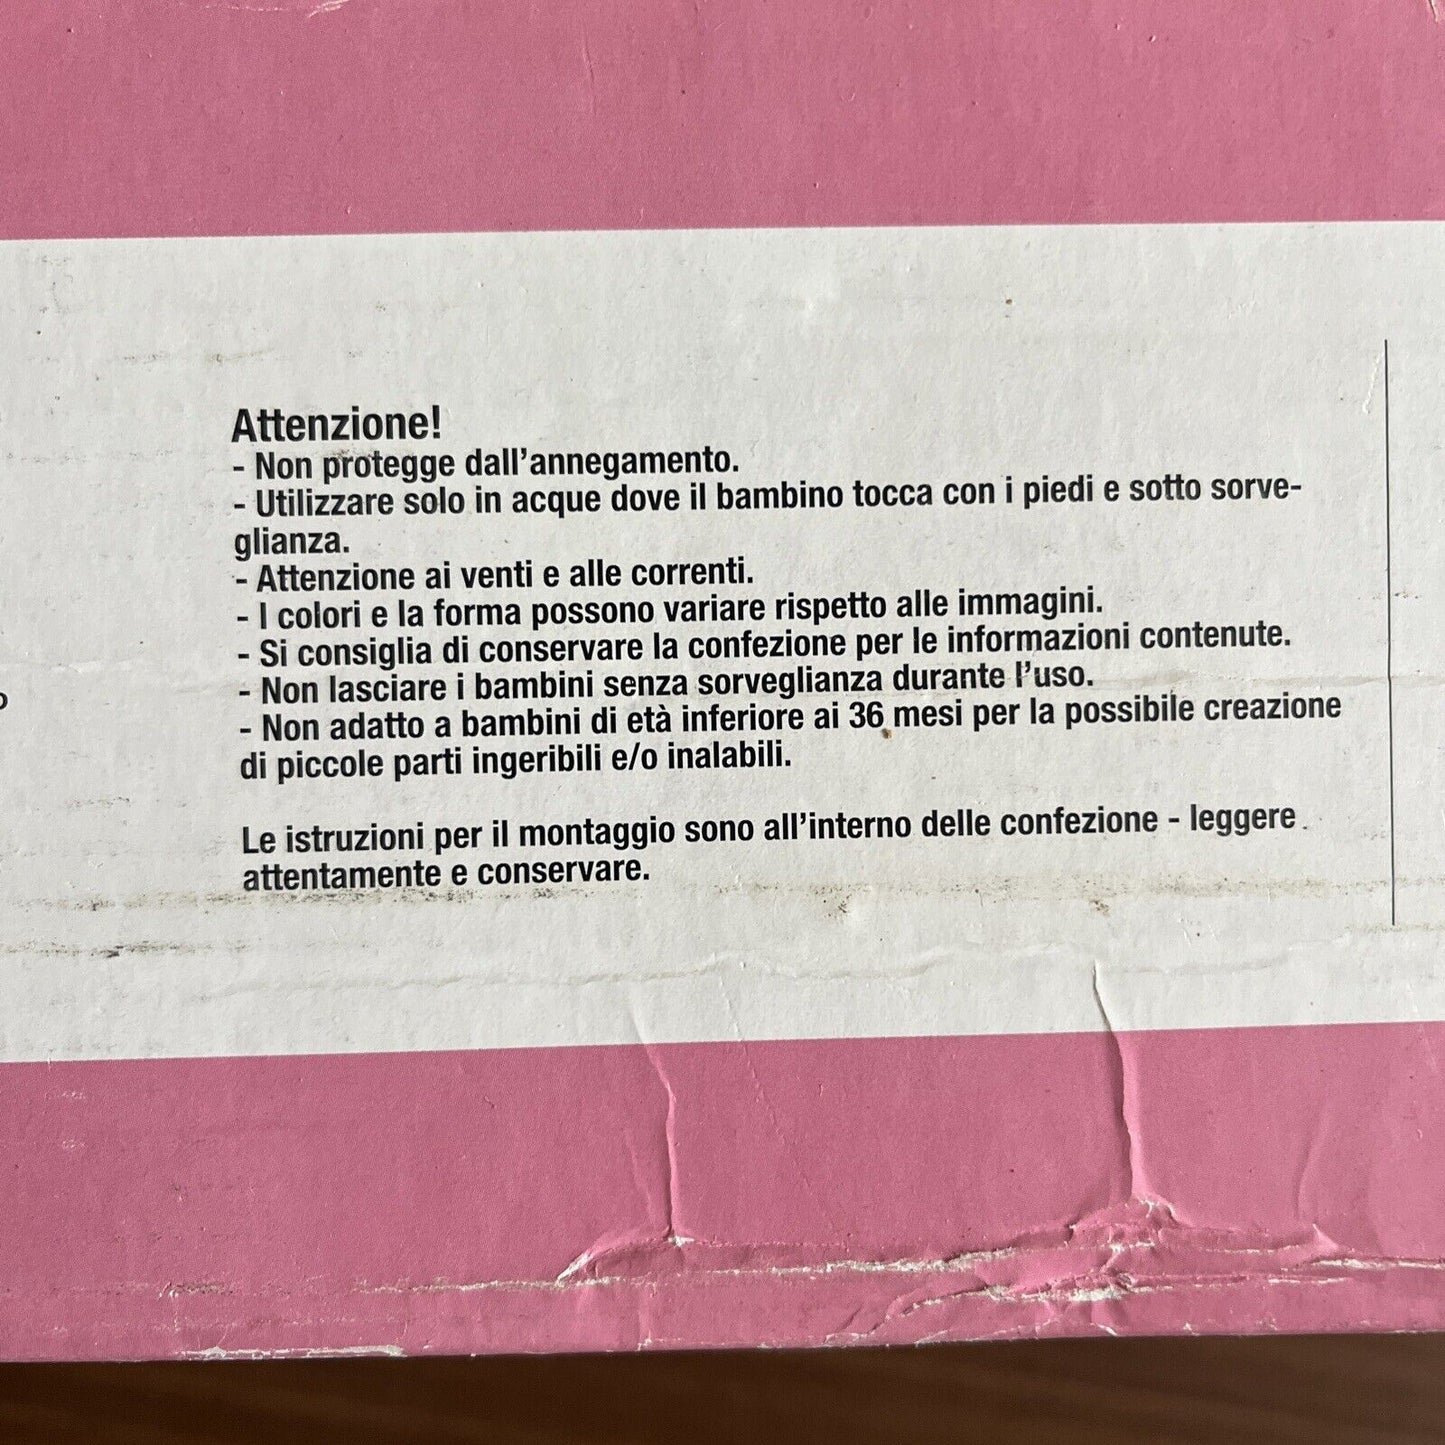 Attenzione!
- Non protegge dall'annegamento.
- Utilizzare solo in acque dove il bambino tocca con i piedi e sotto sorve-
glianza.
- Attenzione ai venti e alle correnti.
- I colori e la forma possono variare rispetto alle immagini.
- Si consiglia di conservare la confezione per le informazioni contenute.
- Non lasciare i bambini senza sorveglianza durante l'uso.
- Non adatto a bambini di età inferiore ai 36 mesi per la possibile creazione
di piccole parti ingeribili e/o inalabili.
Le istruzioni per il montaggio sono all'interno delle confezione - leggere
attentamente e conservare.